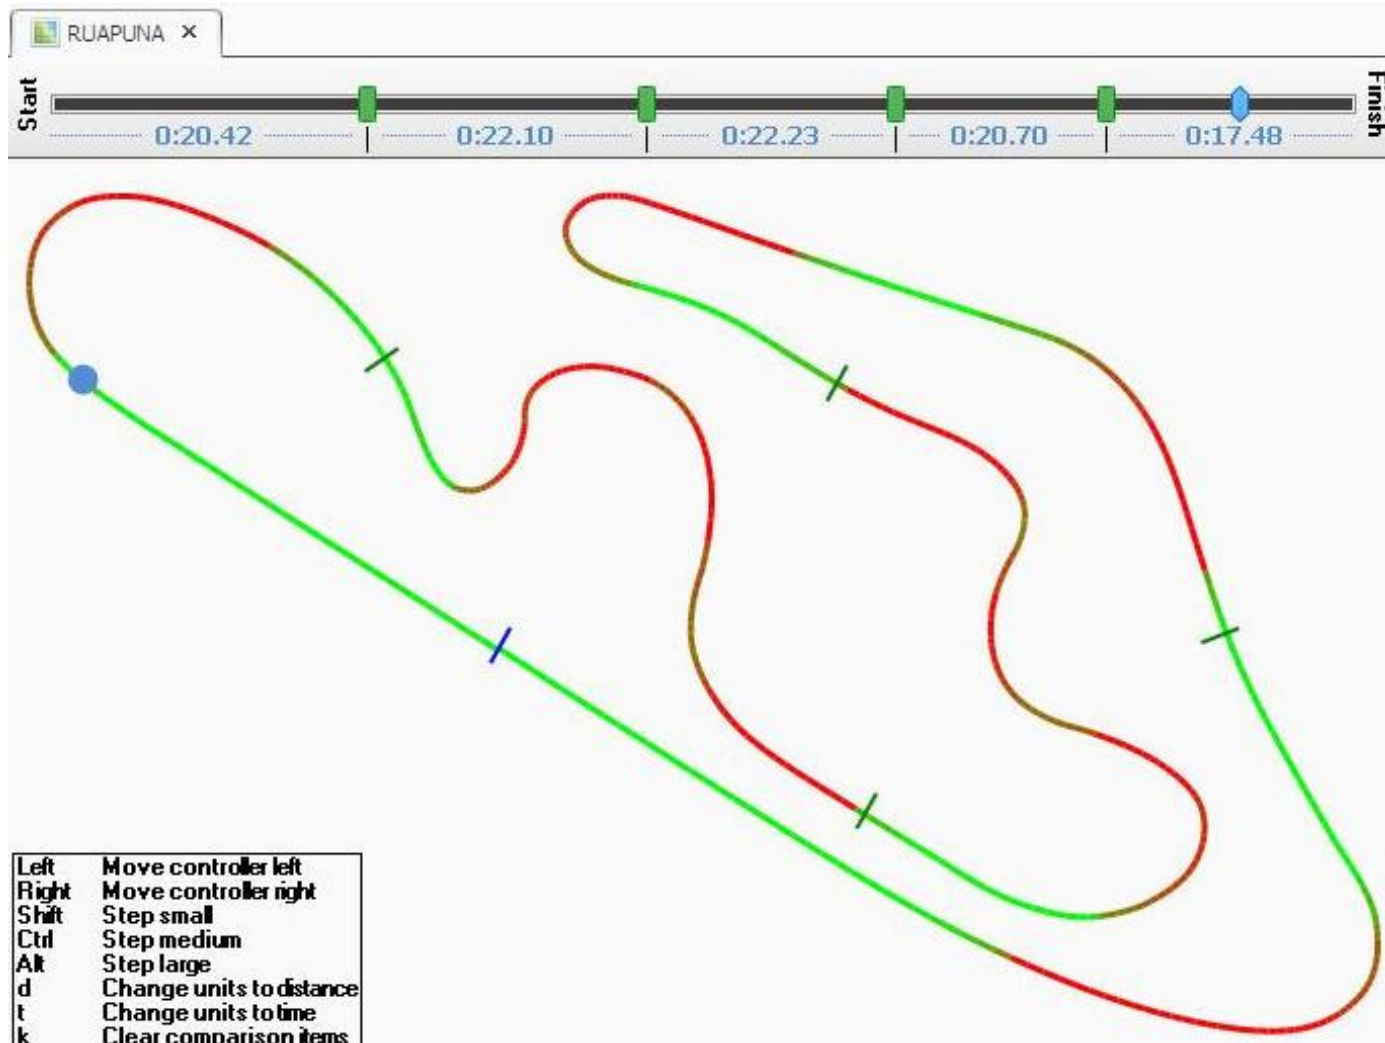 RUAPUNA ×
Start
Finish
0:20.42 0:22.10 0:22.23 0:20.70 0:17.48
Left Move controller left
Right Move controller right
Shift Step small
Ctrl Step medium
Alt Step large
d Change units to distance
t Change units to time
k Clear comparison items